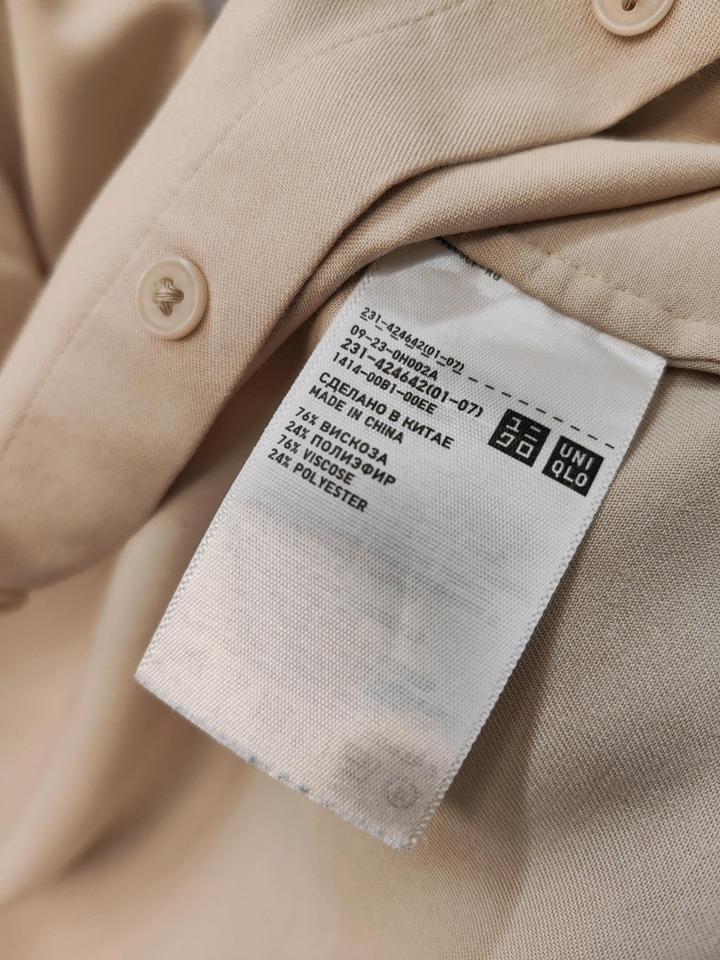 231-424642(01-07)
09-23-0H002A
231-424642(01-07)
1414-00B1-00EE
СДЕЛАНО В КИТАЕ
MADE IN CHINA
76% ВИСКОЗА
24% ПОЛИЭФИР
76% VISCOSE
24% POLYESTER
ユニ
クロ
UNI
QLO